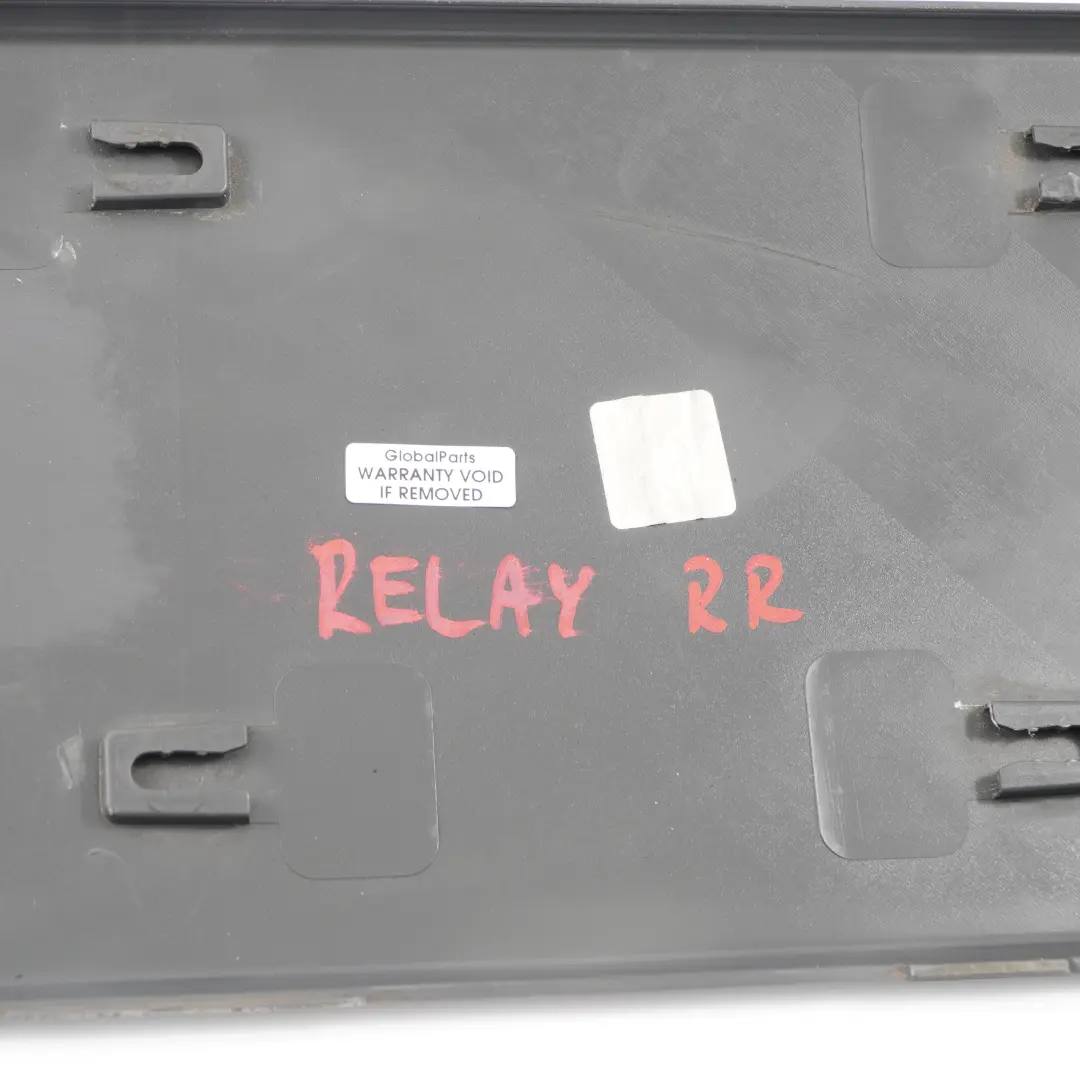 GlobalParts
WARRANTY VOID
IF REMOVED
RELAY RR